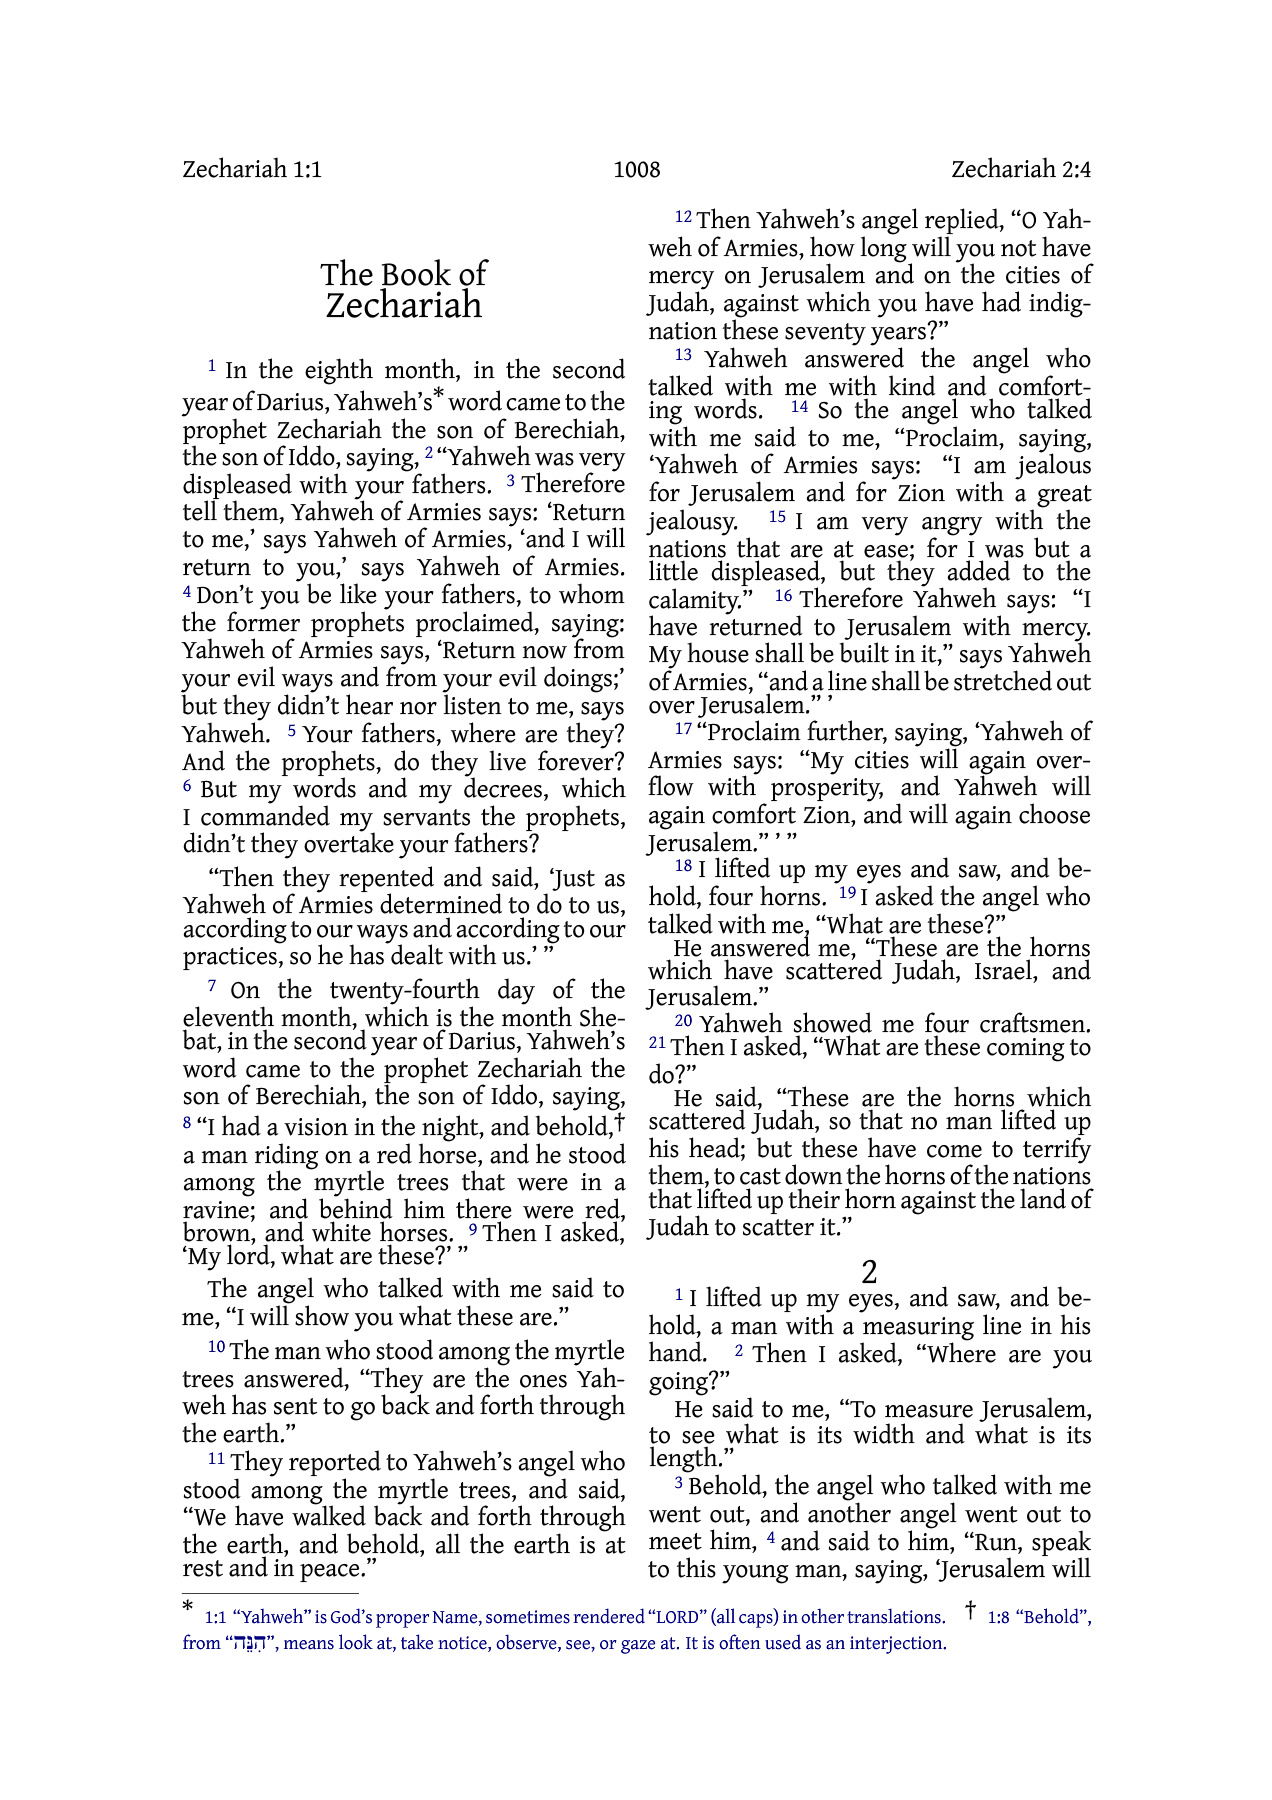 Zechariah 1:1
1008
Zechariah 2:4
The Book of
Zechariah
1 In the eighth month, in the second
year of Darius, Yahweh’s* word came to the
prophet Zechariah the son of Berechiah,
the son of Iddo, saying, 2 “Yahweh was very
displeased with your fathers. 3 Therefore
tell them, Yahweh of Armies says: ‘Return
to me,’ says Yahweh of Armies, ‘and I will
return to you,’ says Yahweh of Armies.
4 Don’t you be like your fathers, to whom
the former prophets proclaimed, saying:
Yahweh of Armies says, ‘Return now from
your evil ways and from your evil doings;’
but they didn’t hear nor listen to me, says
Yahweh. 5 Your fathers, where are they?
And the prophets, do they live forever?
6 But my words and my decrees, which
I commanded my servants the prophets,
didn’t they overtake your fathers?
“Then they repented and said, ‘Just as
Yahweh of Armies determined to do to us,
according to our ways and according to our
practices, so he has dealt with us.’ ”
7 On the twenty-fourth day of the
eleventh month, which is the month She-
bat, in the second year of Darius, Yahweh’s
word came to the prophet Zechariah the
son of Berechiah, the son of Iddo, saying,
8 “I had a vision in the night, and behold,†
a man riding on a red horse, and he stood
among the myrtle trees that were in a
ravine; and behind him there were red,
brown, and white horses. 9 Then I asked,
‘My lord, what are these?’ ”
The angel who talked with me said to
me, “I will show you what these are.”
10 The man who stood among the myrtle
trees answered, “They are the ones Yah-
weh has sent to go back and forth through
the earth.”
11 They reported to Yahweh’s angel who
stood among the myrtle trees, and said,
“We have walked back and forth through
the earth, and behold, all the earth is at
rest and in peace.”
12 Then Yahweh’s angel replied, “O Yah-
weh of Armies, how long will you not have
mercy on Jerusalem and on the cities of
Judah, against which you have had indig-
nation these seventy years?”
13 Yahweh answered the angel who
talked with me with kind and comfort-
ing words. 14 So the angel who talked
with me said to me, “Proclaim, saying,
‘Yahweh of Armies says: “I am jealous
for Jerusalem and for Zion with a great
jealousy. 15 I am very angry with the
nations that are at ease; for I was but a
little displeased, but they added to the
calamity.” 16 Therefore Yahweh says: “I
have returned to Jerusalem with mercy.
My house shall be built in it,” says Yahweh
of Armies, “and a line shall be stretched out
over Jerusalem.” ’
17 “Proclaim further, saying, ‘Yahweh of
Armies says: “My cities will again over-
flow with prosperity, and Yahweh will
again comfort Zion, and will again choose
Jerusalem.” ’ ”
18 I lifted up my eyes and saw, and be-
hold, four horns. 19 I asked the angel who
talked with me, “What are these?”
He answered me, “These are the horns
which have scattered Judah, Israel, and
Jerusalem.”
20 Yahweh showed me four craftsmen.
21 Then I asked, “What are these coming to
do?”
He said, “These are the horns which
scattered Judah, so that no man lifted up
his head; but these have come to terrify
them, to cast down the horns of the nations
that lifted up their horn against the land of
Judah to scatter it.”
2
1 I lifted up my eyes, and saw, and be-
hold, a man with a measuring line in his
hand. 2 Then I asked, “Where are you
going?”
He said to me, “To measure Jerusalem,
to see what is its width and what is its
length.”
3 Behold, the angel who talked with me
went out, and another angel went out to
meet him, 4 and said to him, “Run, speak
to this young man, saying, ‘Jerusalem will
* 1:1 “Yahweh” is God’s proper Name, sometimes rendered “LORD” (all caps) in other translations. † 1:8 “Behold”,
from “הִנֵּה”, means look at, take notice, observe, see, or gaze at. It is often used as an interjection.